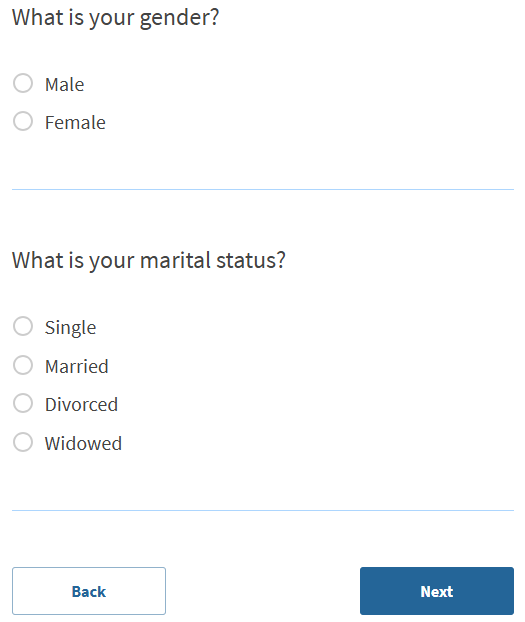 What is your gender?
Male
Female
What is your marital status?
Single
Married
Divorced
Widowed
Back
Next